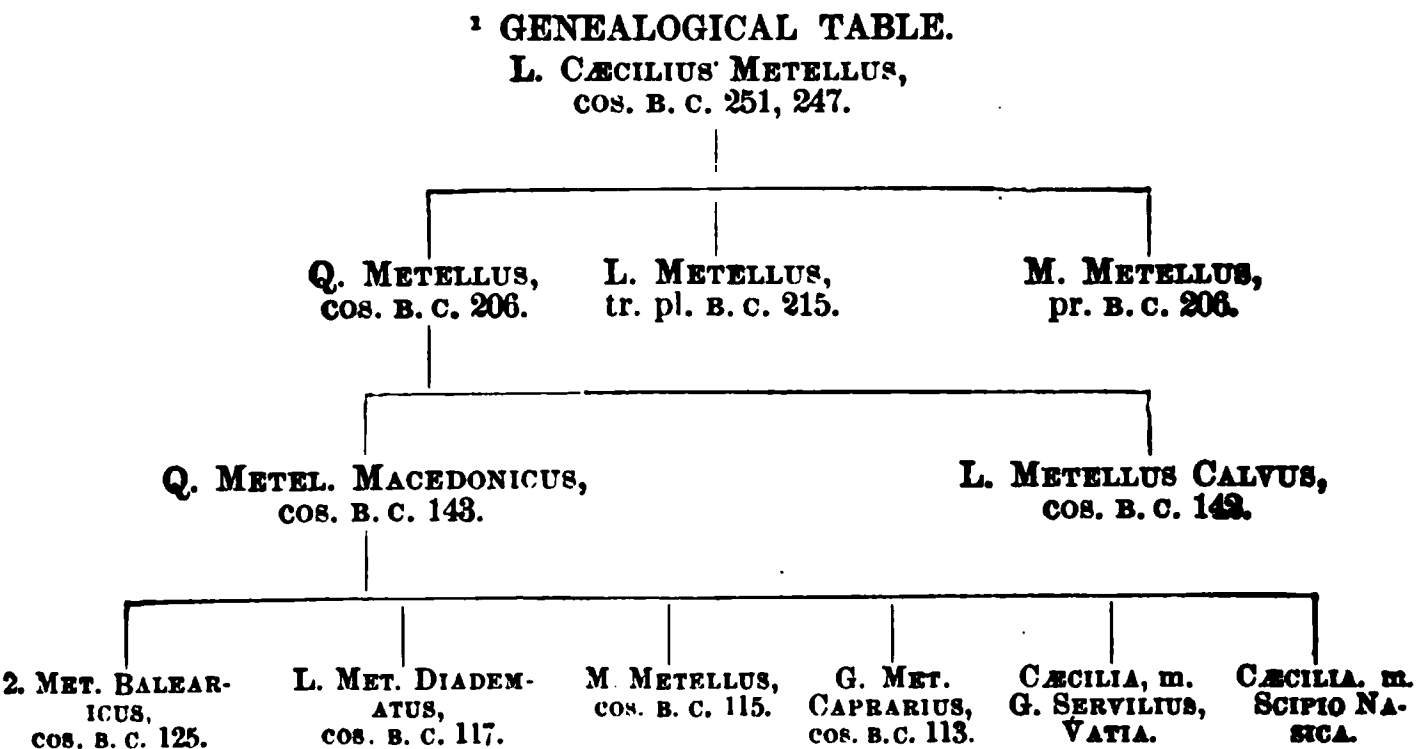 ¹ GENEALOGICAL TABLE.
L. CÆCILIUS METELLUS,
COS. B. C. 251, 247.
Q. METELLUS,
COS. B. C. 206.
L. METELLUS,
tr. pl. B. C. 215.
M. METELLUS,
pr. B. C. 206.
Q. METEL. MACEDONICUS,
COS. B. C. 143.
L. METELLUS CALVUS,
COS. B. C. 142.
2. MET. BALEAR-
ICUS,
COS. B. C. 125.
L. MET. DIADEM-
ATUS,
COS. B. C. 117.
M METELLUS,
COS. B. C. 115.
G. MET.
CAPRARIUS,
COS. B.C. 113.
CÆCILIA, m.
G. SERVILIUS,
VATIA.
CÆCILIA. m.
SCIPIO NA-
SICA.